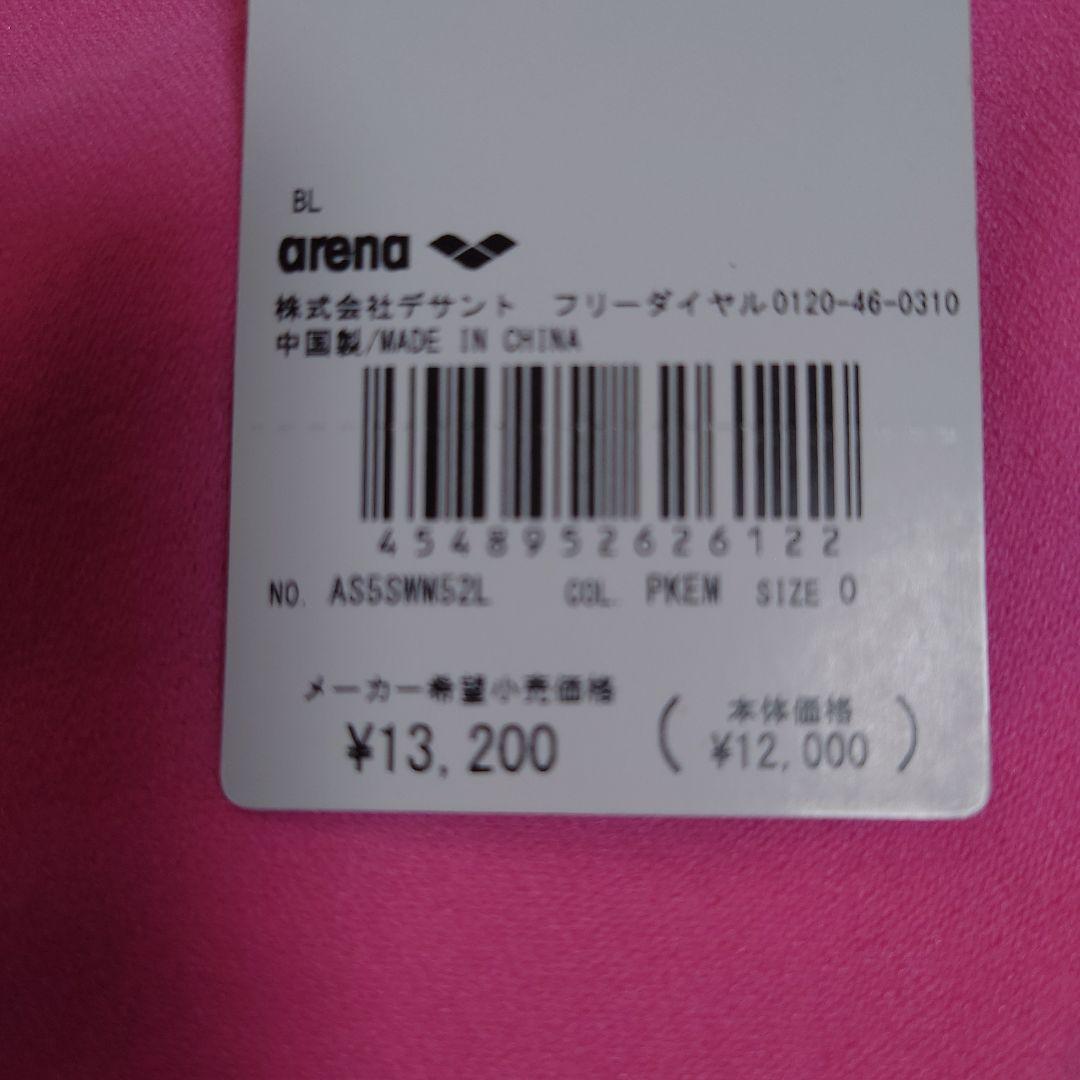 BL
arena
株式会社デサント フリーダイヤル0120-46-0310
中国製/MADE IN CHINA
4548952626122
NO. AS5SWM52L COL. PKEM SIZE O
メーカー希望小売価格
¥13,200
(本体価格
¥12,000)